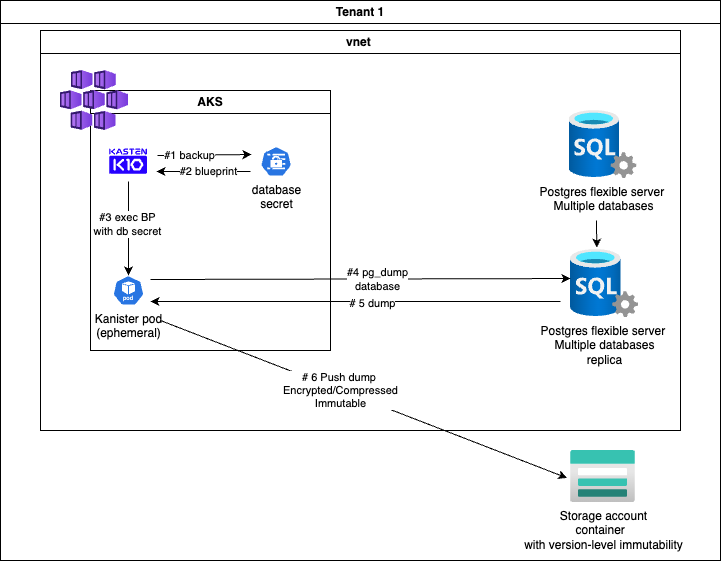 Tenant 1
vnet
AKS
KASTEN
K10
#1 backup
#2 blueprint
database
secret
SQL
Postgres flexible server
Multiple databases
#3 exec BP
with db secret
#4 pg_dump
database
# 5 dump
pod
Kanister pod
(ephemeral)
SQL
Postgres flexible server
Multiple databases
replica
# 6 Push dump
Encrypted/Compressed
Immutable
Storage account
container
with version-level immutability